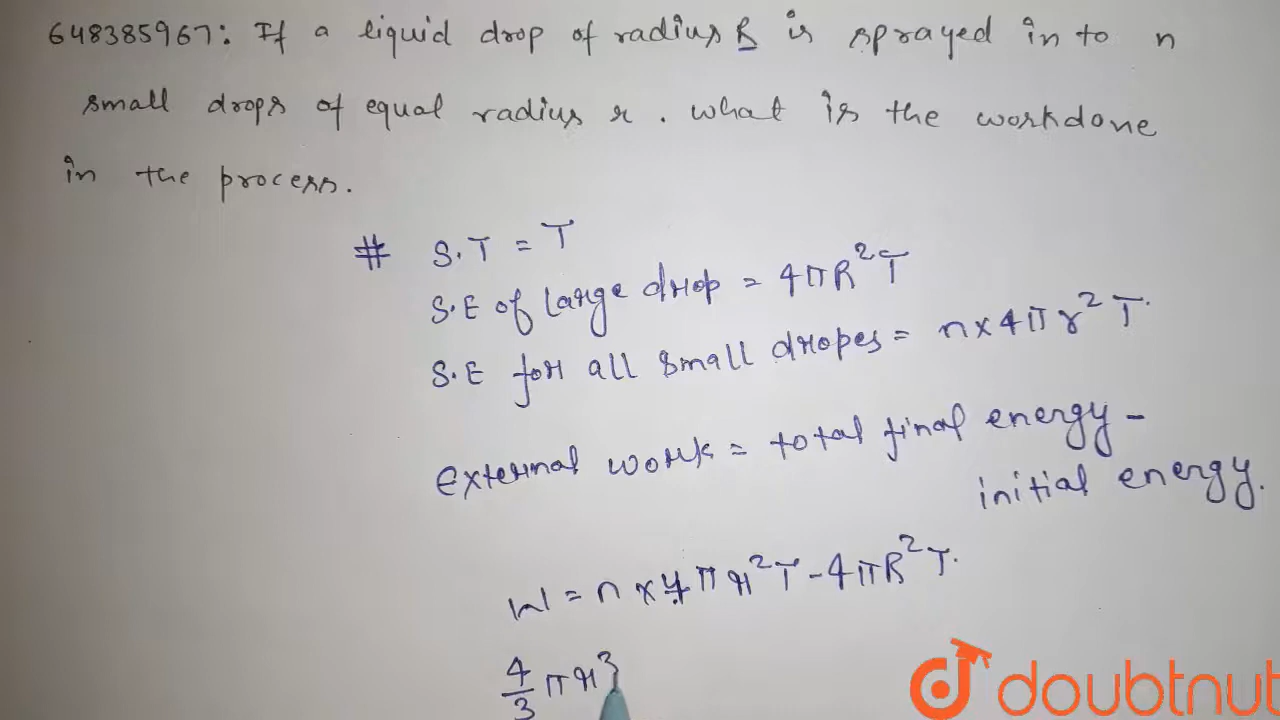 648385967: If a liquid drop of radius R is sprayed in to n
small drops of equal radius r. what is the workdone
in the process.
# S.T = T
S.E of large drop = 4πR²T
S.E for all small dropes = n×4πr²T.
external work = total final energy -
initial energy.
W = n×4πr²T-4πR²T.
4/3 πr³
doubtnut